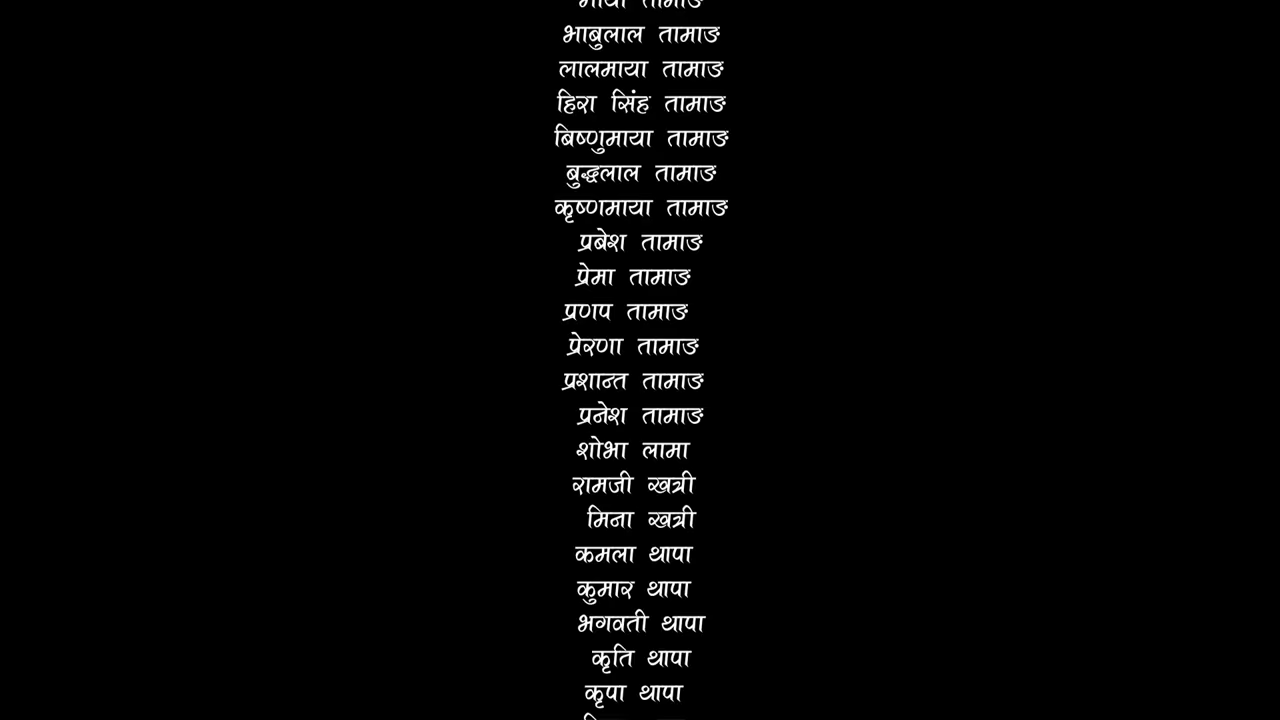 माया तामाङ
भाबुलाल तामाङ
लालमाया तामाङ
हिरा सिंह तामाङ
बिष्णुमाया तामाङ
बुद्धलाल तामाङ
कृष्णमाया तामाङ
प्रबेश तामाङ
प्रेमा तामाङ
प्रणप तामाङ
प्रेरणा तामाङ
प्रशान्त तामाङ
प्रनेश तामाङ
शोभा लामा
रामजी खत्री
मिना खत्री
कमला थापा
कुमार थापा
भगवती थापा
कृति थापा
कृपा थापा